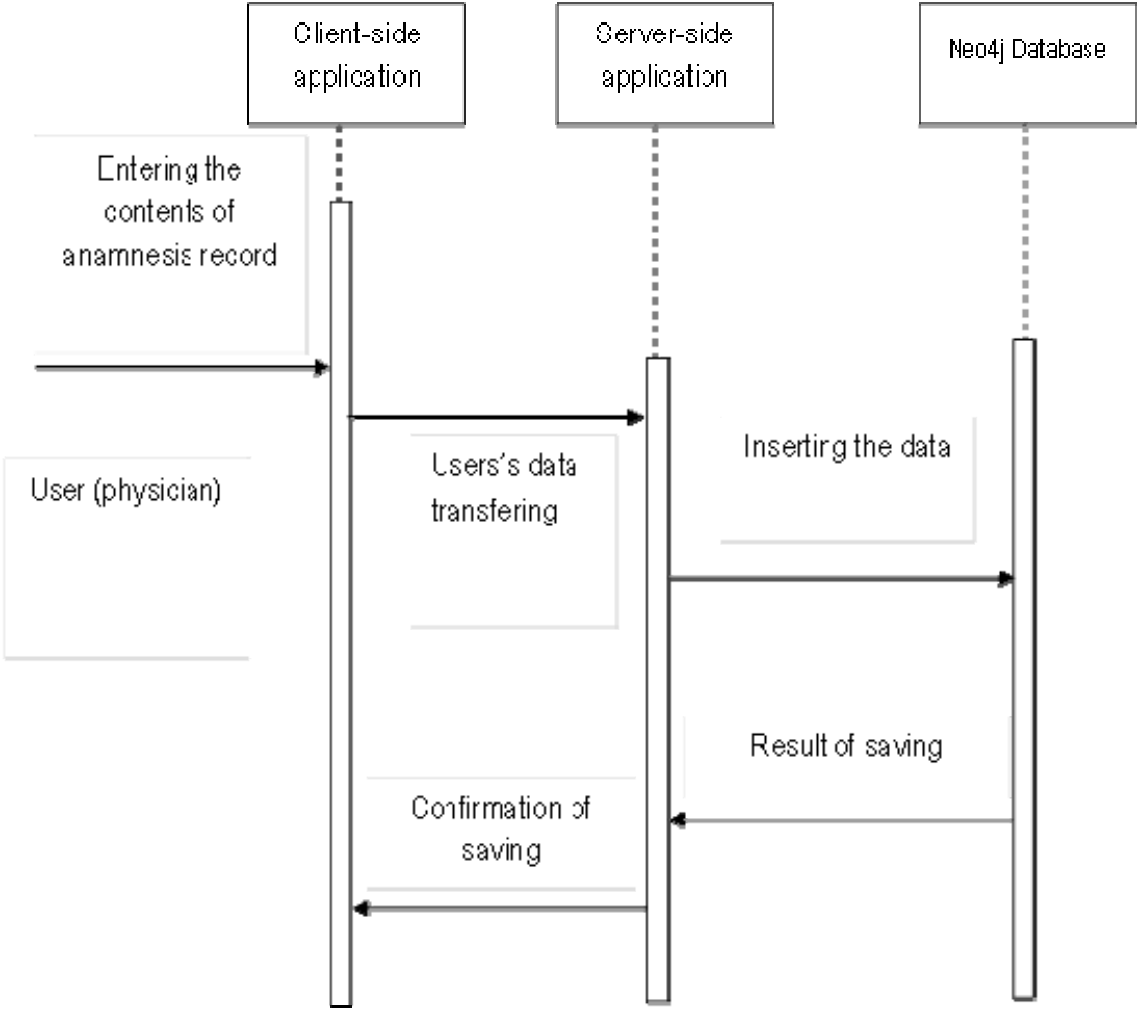 Client-side
application
Server-side
application
Neo4j Database
Entering the
contents of
anamnesis record
User (physician)
Users's data
transfering
Inserting the data
Result of saving
Confirmation of
saving